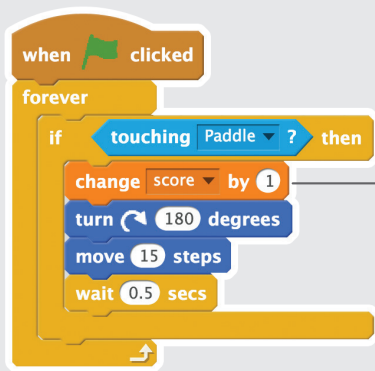 when clicked
forever
if touching Paddle ? then
change score by 1
turn 180 degrees
move 15 steps
wait 0.5 secs